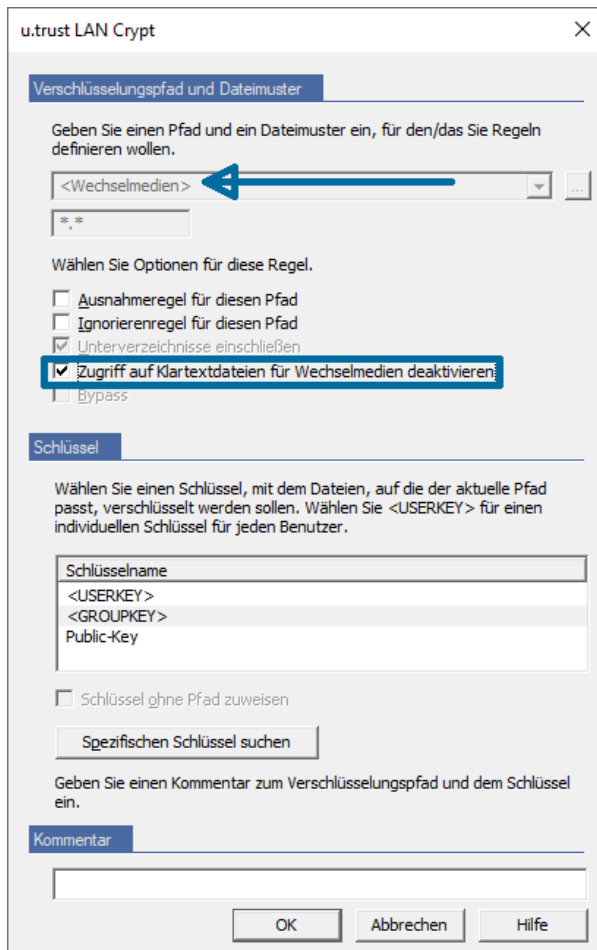 u.trust LAN Crypt
Verschlüsselungspfad und Dateimuster
Geben Sie einen Pfad und ein Dateimuster ein, für den/das Sie Regeln
definieren wollen.
<Wechselmedien>
...
*.*
Wählen Sie Optionen für diese Regel.
Ausnahmeregel für diesen Pfad
Ignorierenregel für diesen Pfad
Unterverzeichnisse einschließen
Zugriff auf Klartextdateien für Wechselmedien deaktivieren
Bypass
Schlüssel
Wählen Sie einen Schlüssel, mit dem Dateien, auf die der aktuelle Pfad
passt, verschlüsselt werden sollen. Wählen Sie <USERKEY> für einen
individuellen Schlüssel für jeden Benutzer.
Schlüsselname
<USERKEY>
<GROUPKEY>
Public-Key
Schlüssel ohne Pfad zuweisen
Spezifischen Schlüssel suchen
Geben Sie einen Kommentar zum Verschlüsselungspfad und dem Schlüssel
ein.
Kommentar
OK Abbrechen Hilfe